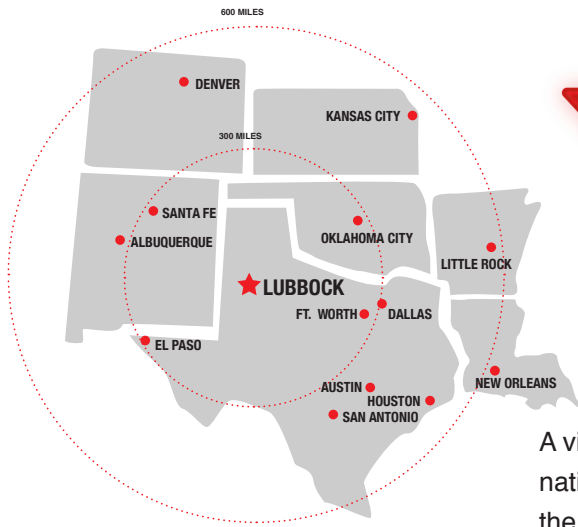 600 MILES
DENVER
KANSAS CITY
300 MILES
SANTA FE
OKLAHOMA CITY
ALBUQUERQUE
LITTLE ROCK
LUBBOCK
FT. WORTH
DALLAS
EL PASO
AUSTIN
NEW ORLEANS
HOUSTON
SAN ANTONIO
A vi
nati
the